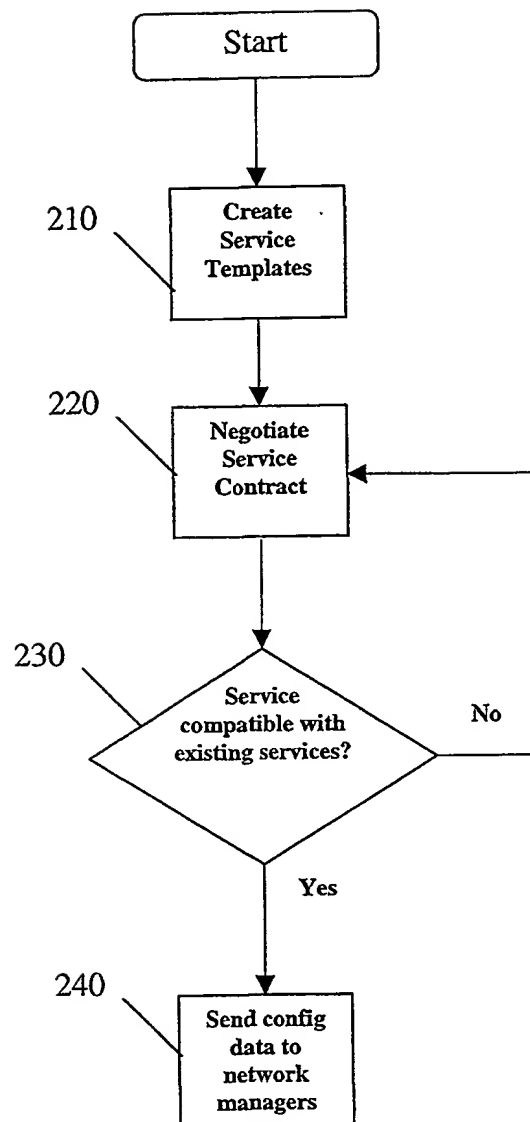 Start
210
Create
Service
Templates
220
Negotiate
Service
Contract
230
Service
compatible with
existing services?
No
Yes
240
Send config
data to
network
managers